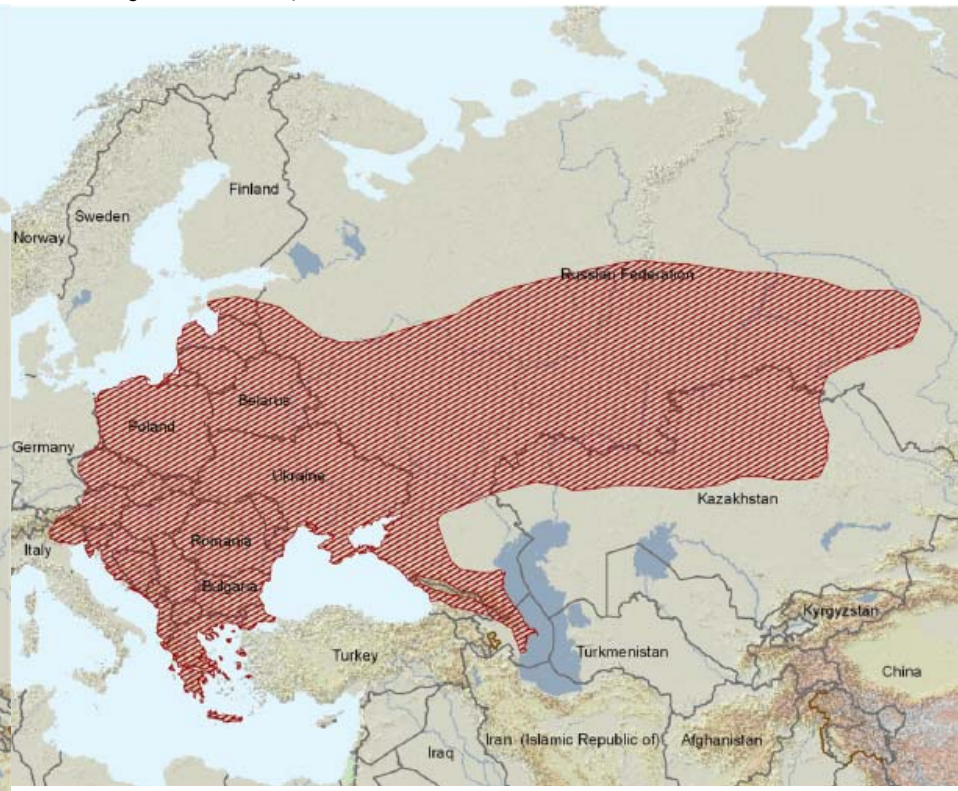 Finland
Sweden
Norway
Russian Federation
Belarus
Poland
Germany
Ukraine
Kazakhstan
Italy
Romania
Bulgaria
Kyrgyzstan
Turkey
Turkmenistan
China
Iraq
Iran (Islamic Republic of)
Afghanistan